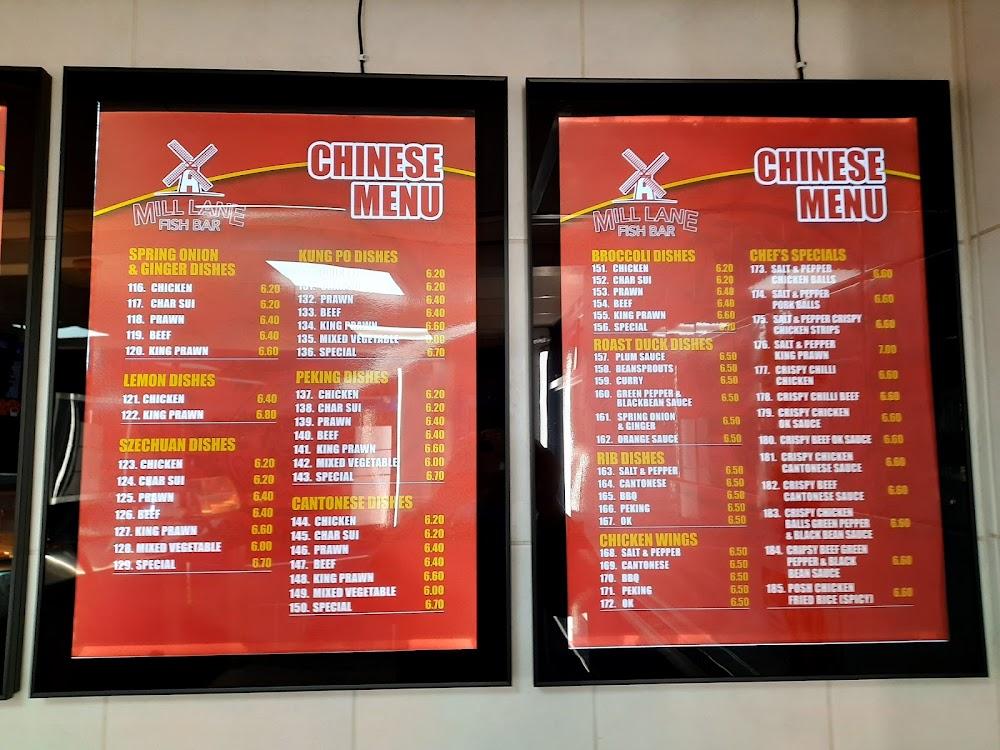 MILL LANE
FISH BAR
CHINESE
MENU
SPRING ONION
& GINGER DISHES
116. CHICKEN 6.20
117. CHAR SUI 6.20
118. PRAWN 6.40
119. BEEF 6.40
120. KING PRAWN 6.60
LEMON DISHES
121. CHICKEN 6.40
122. KING PRAWN 6.80
SZECHUAN DISHES
123. CHICKEN 6.20
124. CHAR SUI 6.20
125. PRAWN 6.40
126. BEEF 6.40
127. KING PRAWN 6.60
128. MIXED VEGETABLE 6.00
129. SPECIAL 6.70
KUNG PO DISHES
6.20
131. CHAR SUI 6.20
132. PRAWN 6.40
133. BEEF 6.40
134. KING PRAWN 6.60
135. MIXED VEGETABLE 6.00
136. SPECIAL 6.70
PEKING DISHES
137. CHICKEN 6.20
138. CHAR SUI 6.20
139. PRAWN 6.40
140. BEEF 6.40
141. KING PRAWN 6.60
142. MIXED VEGETABLE 6.00
143. SPECIAL 6.70
CANTONESE DISHES
144. CHICKEN 6.20
145. CHAR SUI 6.20
146. PRAWN 6.40
147. BEEF 6.40
148. KING PRAWN 6.60
149. MIXED VEGETABLE 6.00
150. SPECIAL 6.70
MILL LANE
FISH BAR
CHINESE
MENU
BROCCOLI DISHES
151. CHICKEN 6.20
152. CHAR SUI 6.20
153. PRAWN 6.40
154. BEEF 6.40
155. KING PRAWN 6.60
156. SPECIAL 6.70
ROAST DUCK DISHES
157. PLUM SAUCE 6.50
158. BEANSPROUTS 6.50
159. CURRY 6.50
160. GREEN PEPPER &
BLACKBEAN SAUCE 6.50
161. SPRING ONION
& GINGER 6.50
162. ORANGE SAUCE 6.50
RIB DISHES
163. SALT & PEPPER 6.50
164. CANTONESE 6.50
165. BBQ 6.50
166. PEKING 6.50
167. OK 6.50
CHICKEN WINGS
168. SALT & PEPPER 6.50
169. CANTONESE 6.50
170. BBQ 6.50
171. PEKING 6.50
172. OK 6.50
CHEF'S SPECIALS
173. SALT & PEPPER
CHICKEN BALLS 6.60
174. SALT & PEPPER
PORK BALLS 6.60
175. SALT & PEPPER CRISPY
CHICKEN STRIPS 6.60
176. SALT & PEPPER
KING PRAWN 7.00
177. CRISPY CHILLI
CHICKEN 6.60
178. CRISPY CHILLI BEEF 6.60
179. CRISPY CHICKEN
OK SAUCE 6.60
180. CRISPY BEEF OK SAUCE 6.60
181. CRISPY CHICKEN
CANTONESE SAUCE 6.60
182. CRISPY BEEF
CANTONESE SAUCE 6.60
183. CRISPY CHICKEN
BALLS GREEN PEPPER
& BLACK BEAN SAUCE 6.60
184. CRIPSY BEEF GREEN
PEPPER & BLACK
BEAN SAUCE 6.60
185. POSH CHICKEN
FRIED RICE (SPICY) 6.60